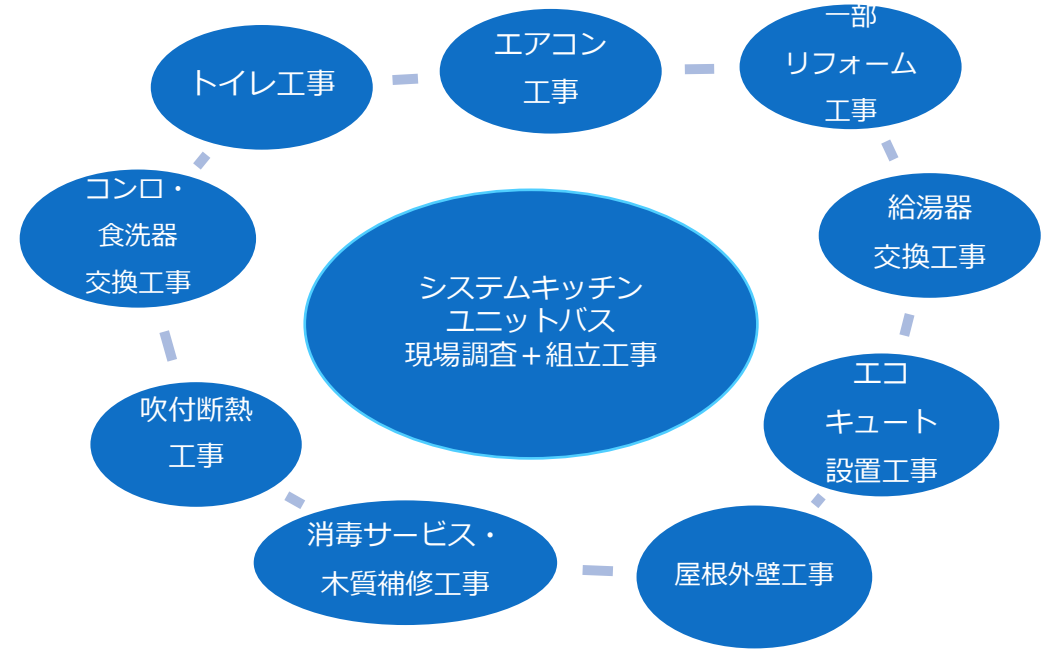 トイレ工事
エアコン
工事
一部
リフォーム
工事
コンロ・
食洗器
交換工事
給湯器
交換工事
システムキッチン
ユニットバス
現場調査＋組立工事
吹付断熱
工事
エコ
キュート
設置工事
消毒サービス・
木質補修工事
屋根外壁工事